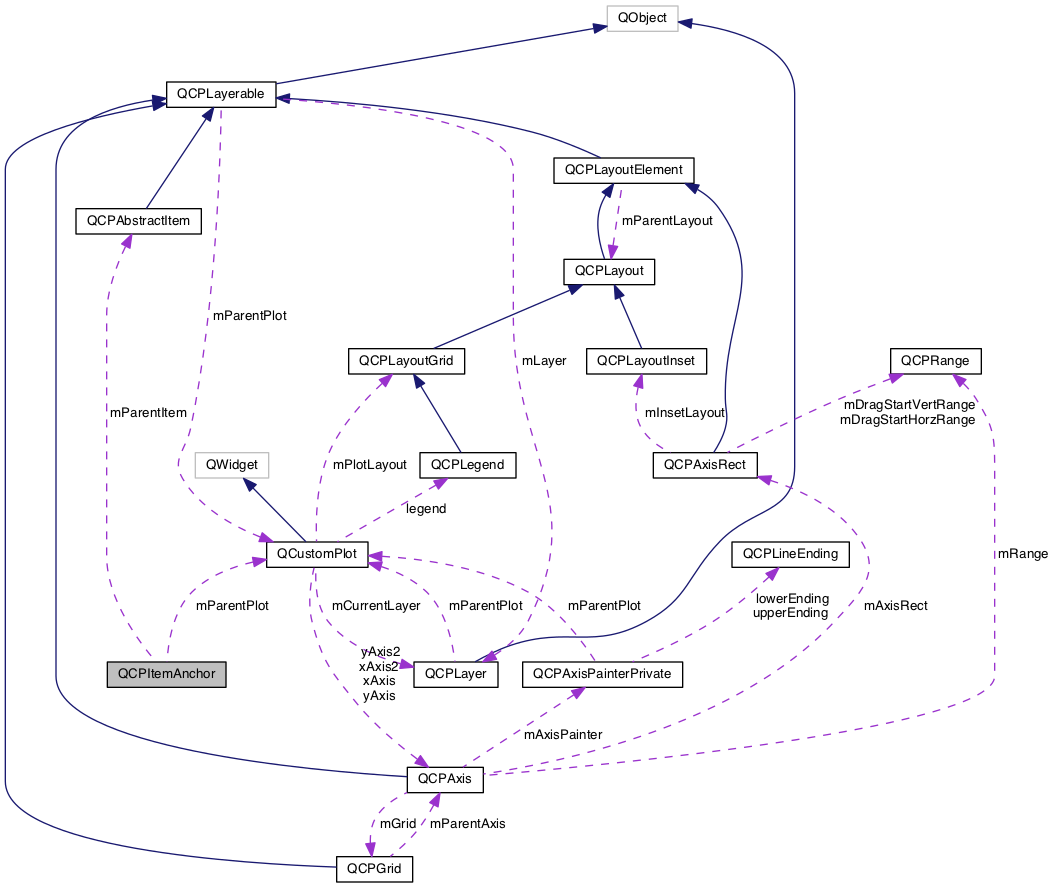 QObject
QCPLayerable
QCPLayoutElement
QCPAbstractItem
mParentLayout
QCPLayout
mParentPlot
QCPLayoutGrid
QCPLayoutInset
QCPRange
mLayer
mParentItem
mInsetLayout
mDragStartVertRange
mDragStartHorzRange
mPlotLayout
QWidget
QCPLegend
QCPAxisRect
legend
QCustomPlot
QCPLineEnding
mRange
mParentPlot
mCurrentLayer
mParentPlot
mParentPlot
lowerEnding
upperEnding
mAxisRect
yAxis2
xAxis2
xAxis
yAxis
QCPItemAnchor
QCPLayer
QCPAxisPainterPrivate
mAxisPainter
QCPAxis
mGrid
mParentAxis
QCPGrid